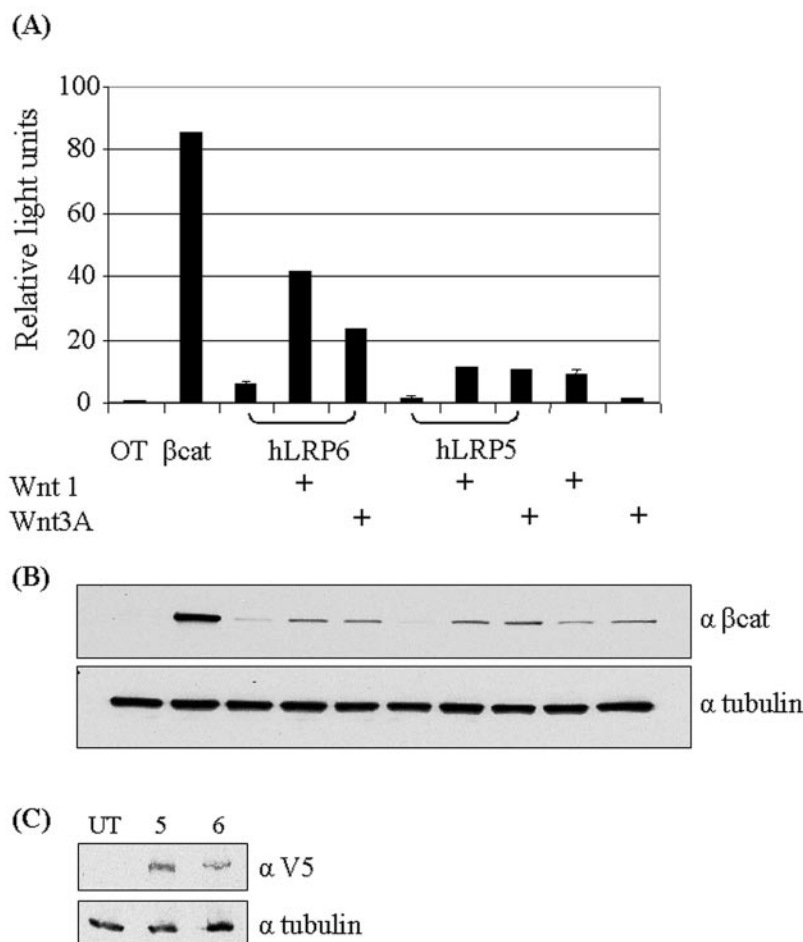 (A)
Relative light units
100
80
60
40
20
0
OT βcat hLRP6 hLRP5
Wnt 1 + + +
Wnt3A + + +
(B)
α βcat
α tubulin
(C)
UT 5 6
α V5
α tubulin